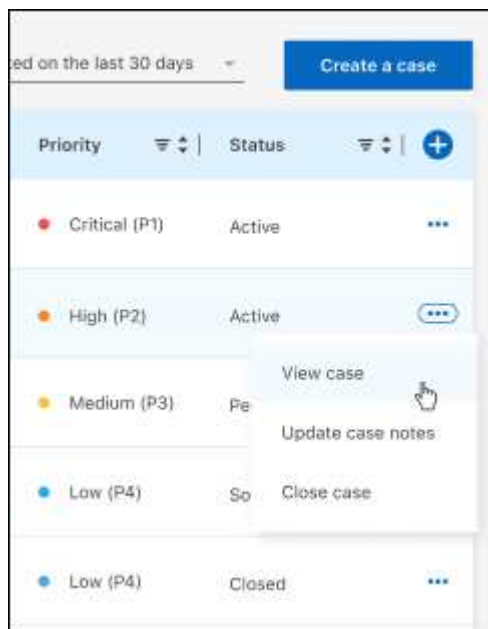 ted on the last 30 days
Create a case
Priority Status
Critical (P1) Active
High (P2) Active
View case
Medium (P3) Pe
Update case notes
Low (P4) So
Close case
Low (P4) Closed